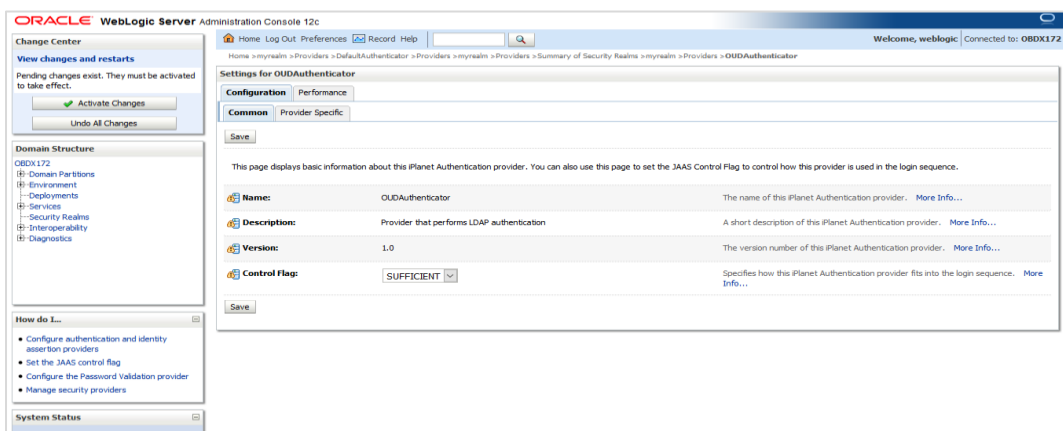 ORACLE WebLogic Server Administration Console 12c
Change Center
View changes and restarts
Pending changes exist. They must be activated
to take effect.
Activate Changes
Undo All Changes
Domain Structure
OBDX172
Domain Partitions
Environment
Deployments
Services
Security Realms
Interoperability
Diagnostics
How do I...
Configure authentication and identity
assertion providers
Set the JAAS control flag
Configure the Password Validation provider
Manage security providers
System Status
Home Log Out Preferences Record Help
Welcome, weblogic Connected to: OBDX172
Home >myrealm >Providers >DefaultAuthenticator >Providers >myrealm >Providers >Summary of Security Realms >myrealm >Providers >OUDAuthenticator
Settings for OUDAuthenticator
Configuration Performance
Common Provider Specific
Save
This page displays basic information about this iPlanet Authentication provider. You can also use this page to set the JAAS Control Flag to control how this provider is used in the login sequence.
Name: OUDAuthenticator The name of this iPlanet Authentication provider. More Info...
Description: Provider that performs LDAP authentication A short description of this iPlanet Authentication provider. More Info...
Version: 1.0 The version number of this iPlanet Authentication provider. More Info...
Control Flag: SUFFICIENT Specifies how this iPlanet Authentication provider fits into the login sequence. More
Info...
Save